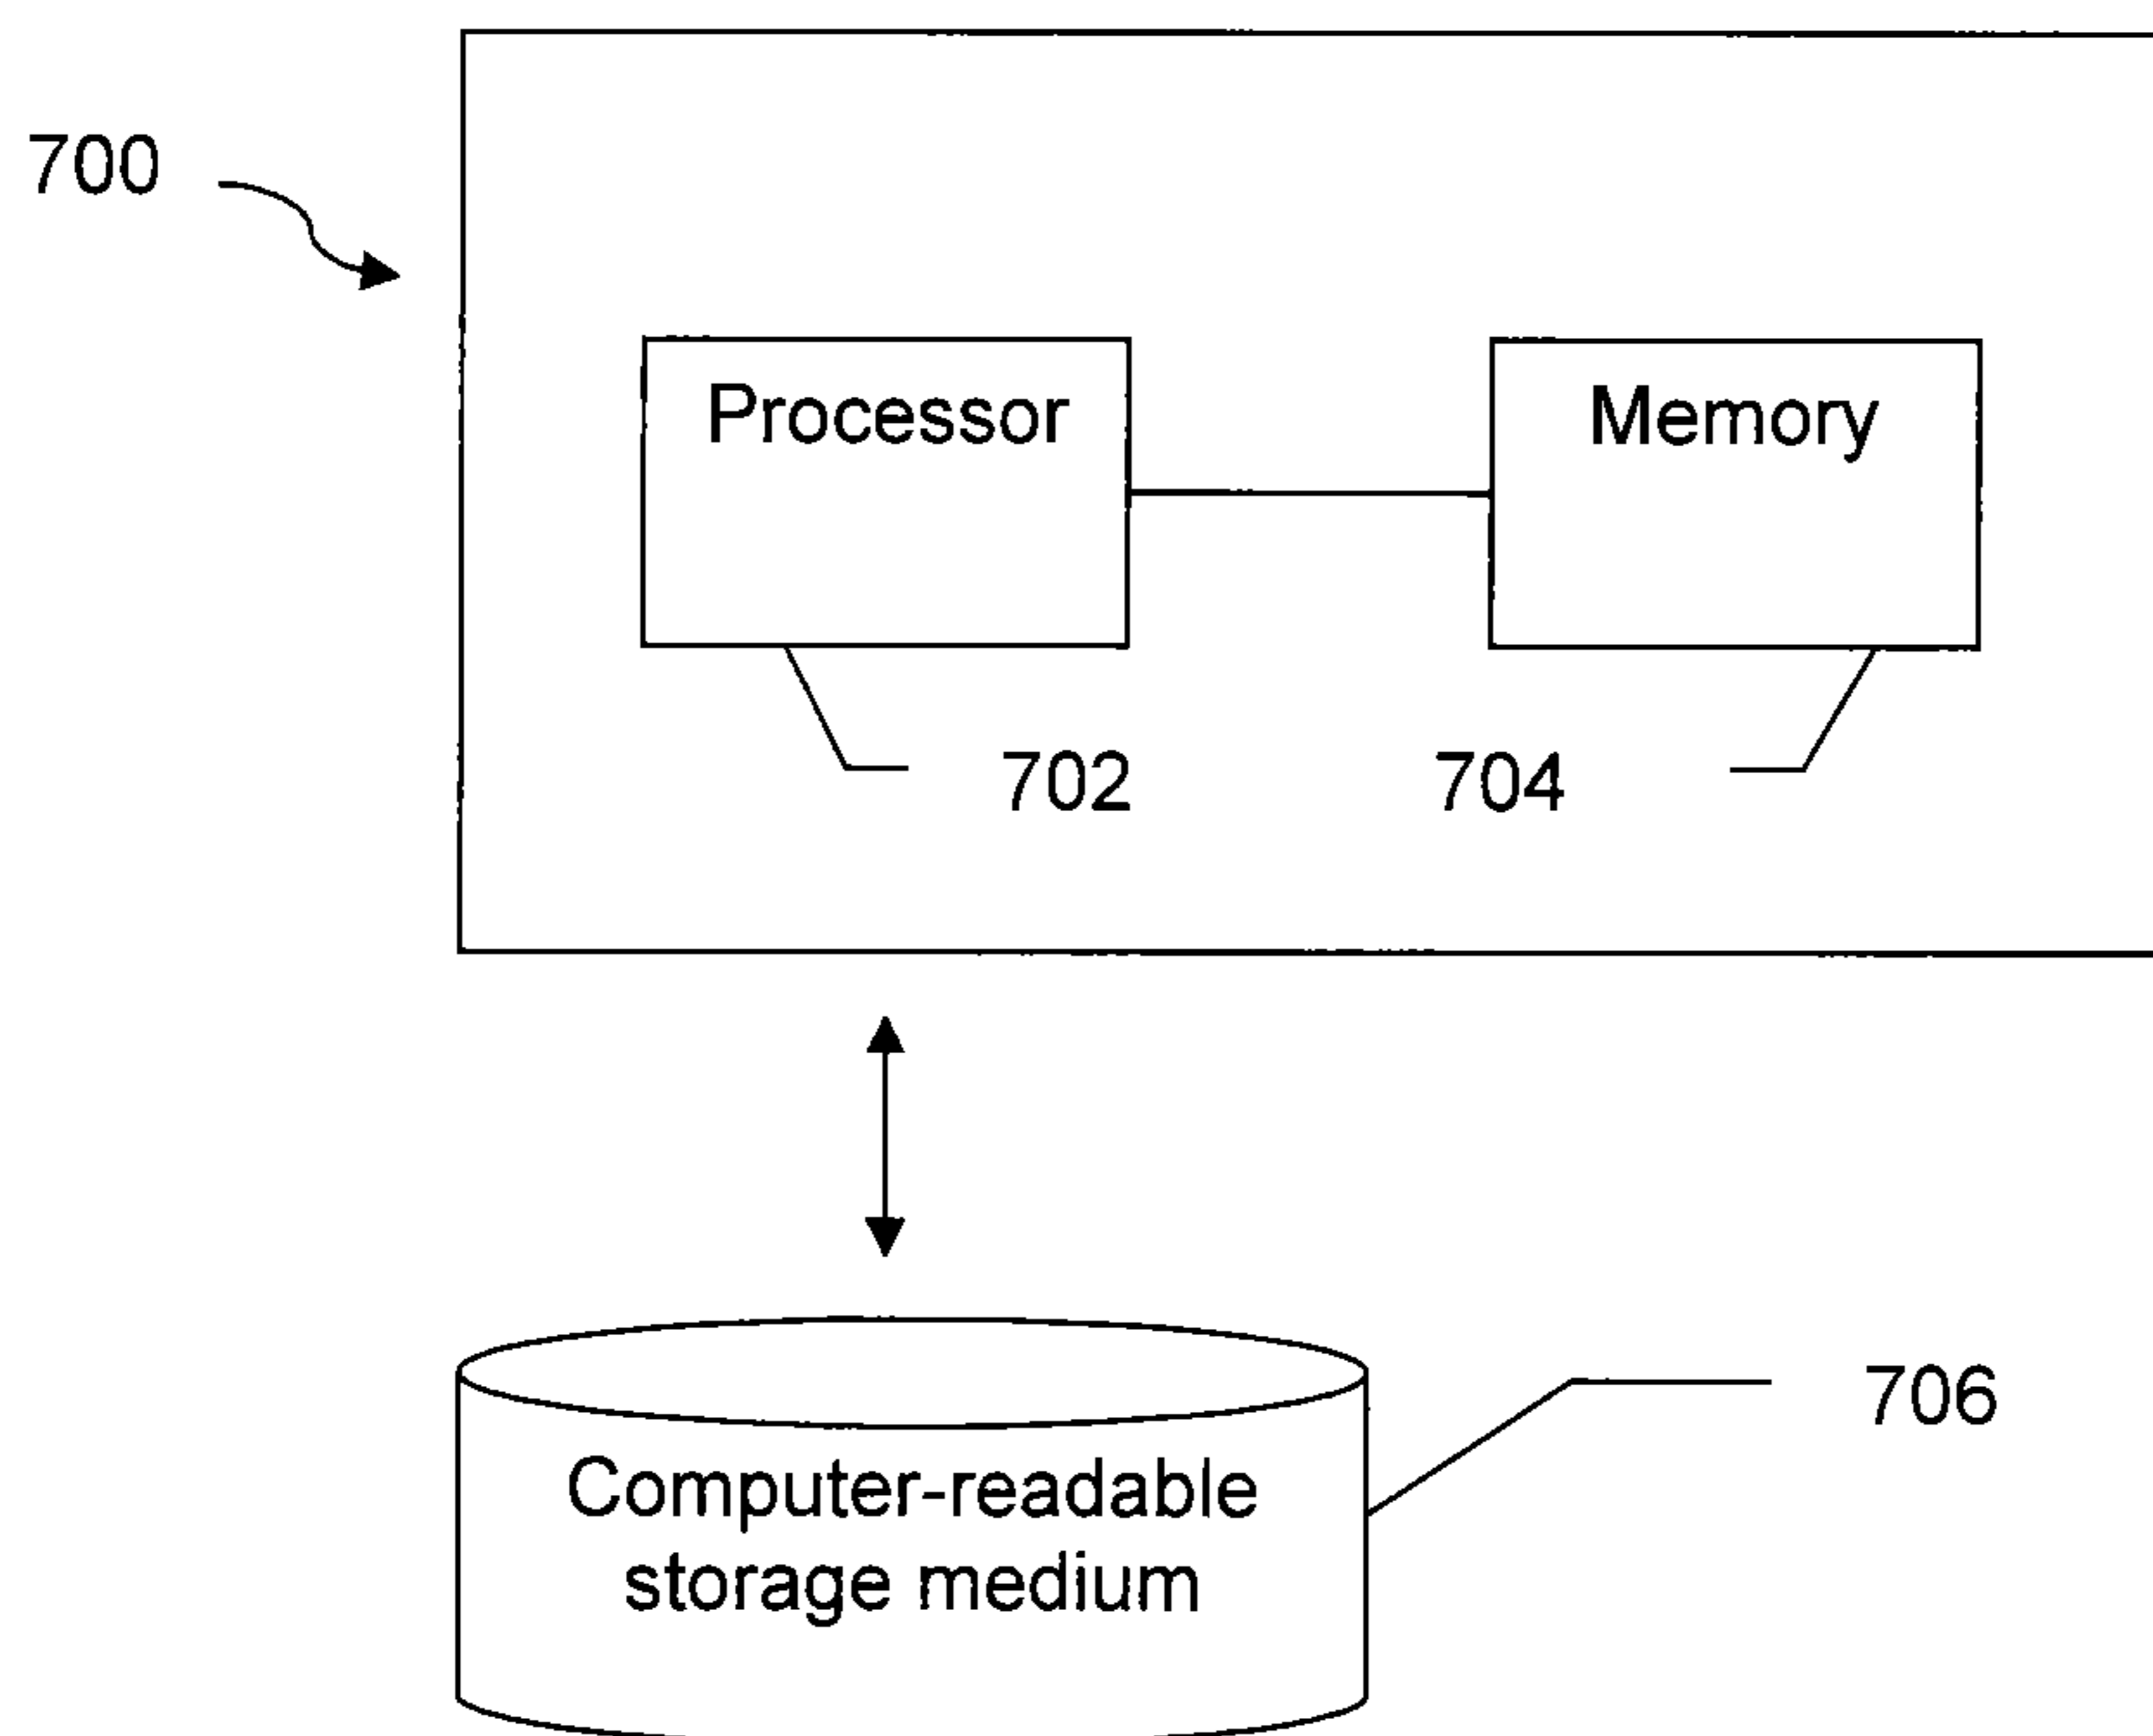 700
Processor
Memory
702
704
706
Computer-readable
storage medium